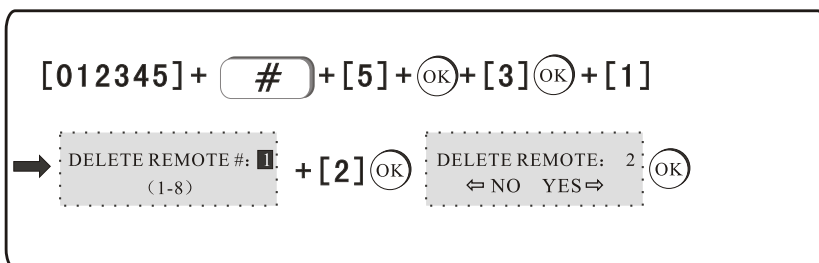 [012345]+ # +[5]+OK+[3]OK+[1]
DELETE REMOTE #: 1
(1-8)
+[2]OK
DELETE REMOTE: 2
⇦ NO YES ⇨
OK